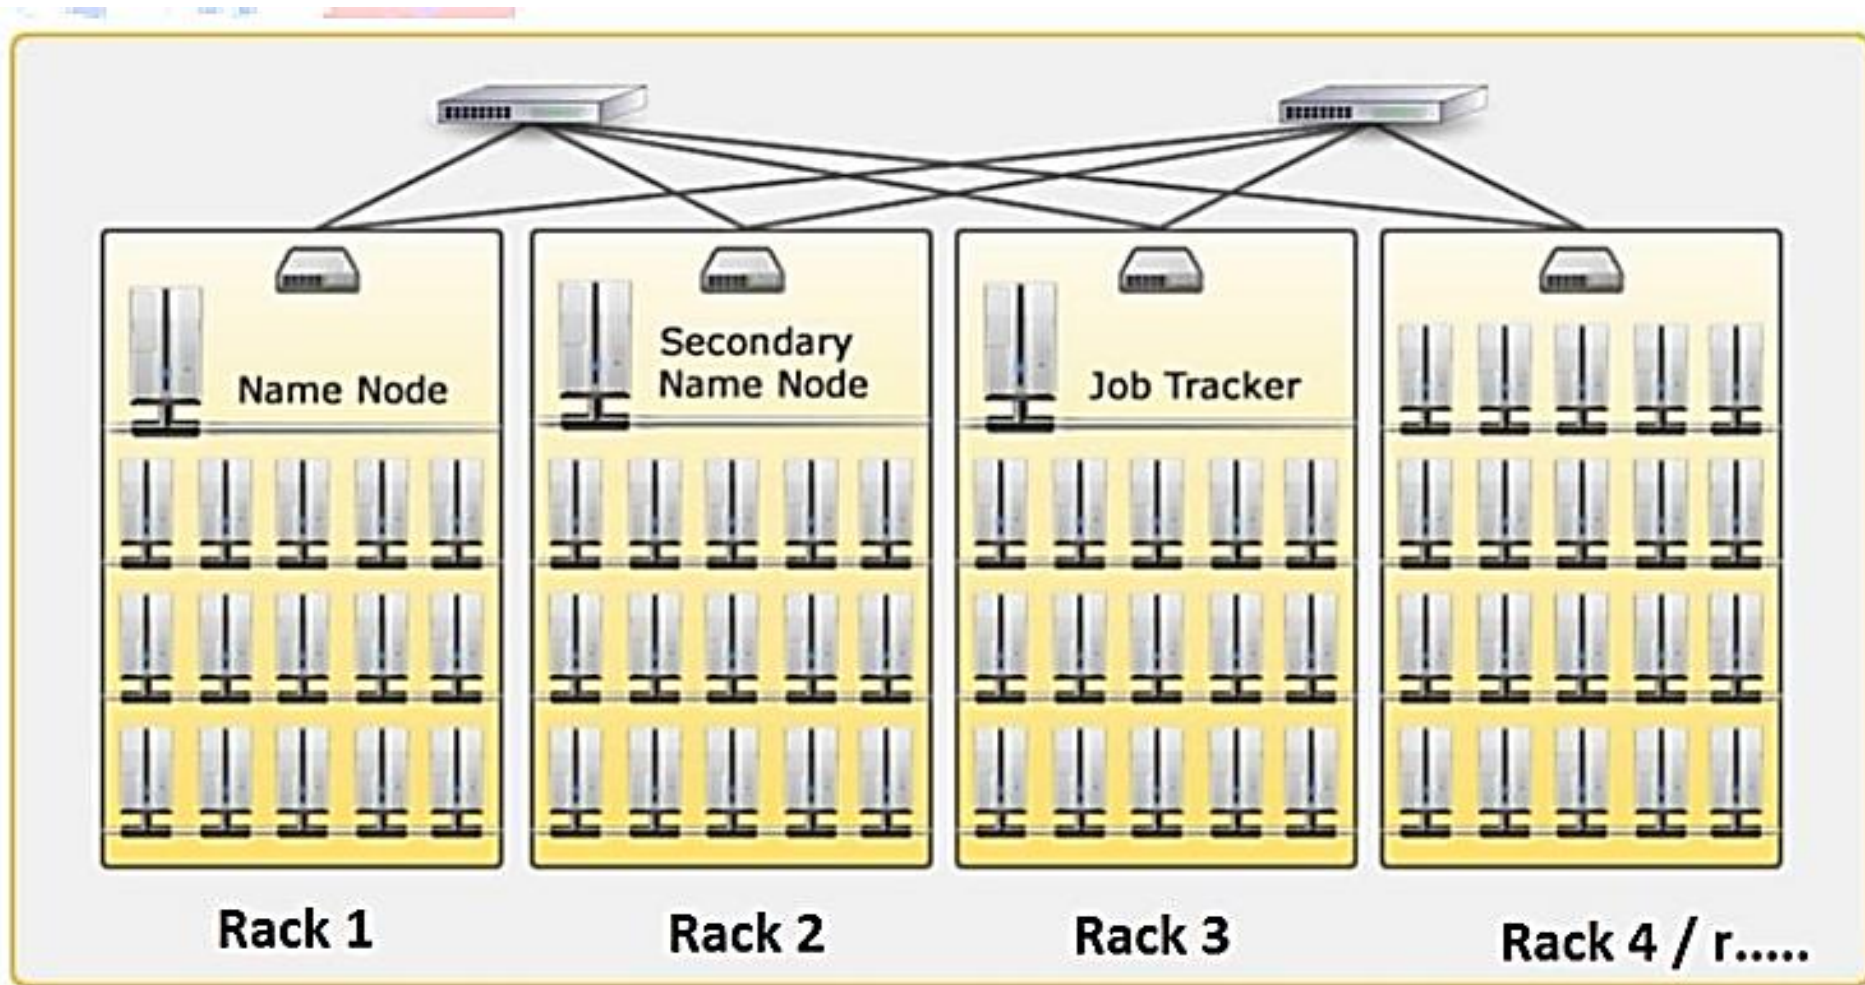 Name Node
Secondary
Name Node
Job Tracker
Rack 1
Rack 2
Rack 3
Rack 4 / r.....